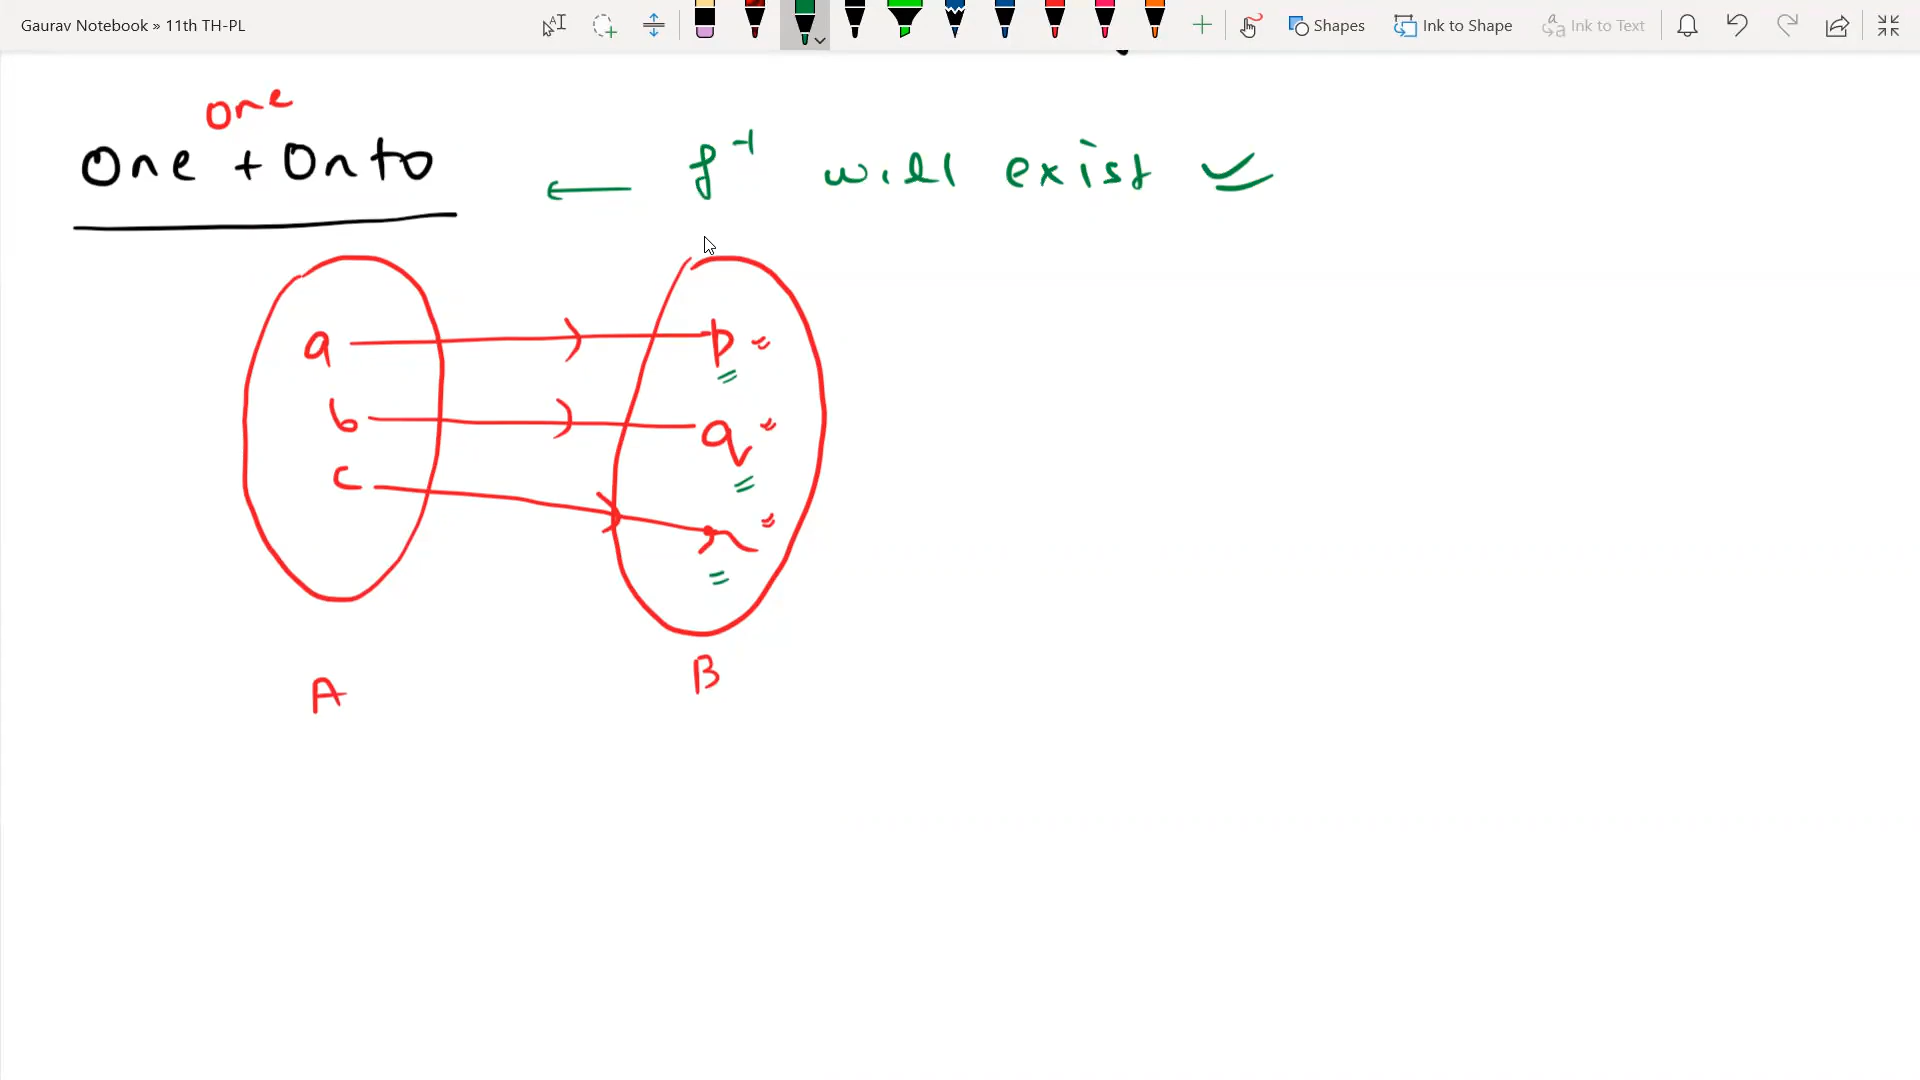 Gaurav Notebook » 11th TH-PL
Shapes
Ink to Shape
Ink to Text
one
One + Onto
← f⁻¹ will exist ✓
a
p
b
q
c
r
A
B